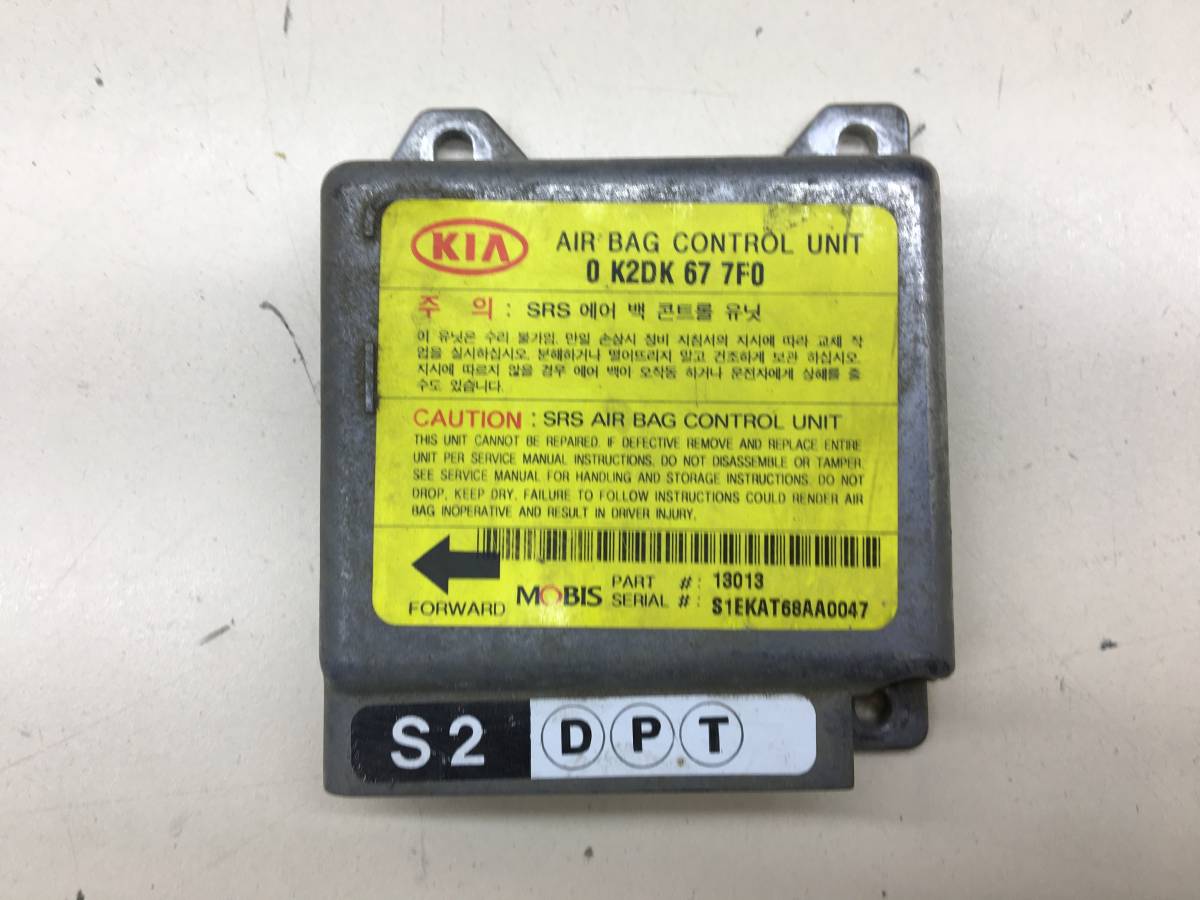 KIA
AIR BAG CONTROL UNIT
0 K2DK 67 7F0
주 의 : SRS 에어 백 콘트롤 유닛
이 유닛은 수리 불가임. 만일 손상시 정비 지침서의 지시에 따라 교체 작
업을 실시하십시오. 분해하거나 떨어뜨리지 말고 건조하게 보관 하십시오.
지시에 따르지 않을 경우 에어 백이 오작동 하거나 운전자에게 상해를 줄
수도 있습니다.
CAUTION : SRS AIR BAG CONTROL UNIT
THIS UNIT CANNOT BE REPAIRED. IF DEFECTIVE REMOVE AND REPLACE ENTIRE
UNIT PER SERVICE MANUAL INSTRUCTIONS. DO NOT DISASSEMBLE OR TAMPER.
SEE SERVICE MANUAL FOR HANDLING AND STORAGE INSTRUCTIONS. DO NOT
DROP, KEEP DRY. FAILURE TO FOLLOW INSTRUCTIONS COULD RENDER AIR
BAG INOPERATIVE AND RESULT IN DRIVER INJURY.
FORWARD
MOBIS
PART #: 13013
SERIAL #: S1EKAT68AA0047
S2 D P T